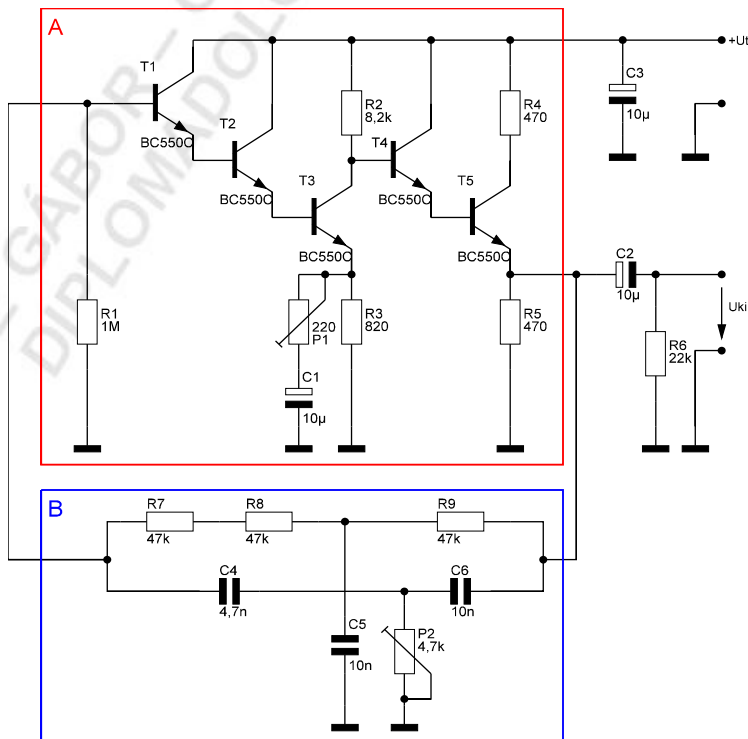 – GÁBOR –
DIPLOMADOL
A
T1
BC550C
T2
BC550C
T3
BC550C
R2
8,2k
T4
BC550C
T5
BC550C
R4
470
C3
10µ
+Ut
R1
1M
220
P1
C1
10µ
R3
820
R5
470
C2
10µ
R6
22k
Uki
B
R7
47k
R8
47k
R9
47k
C4
4,7n
C6
10n
C5
10n
P2
4,7k